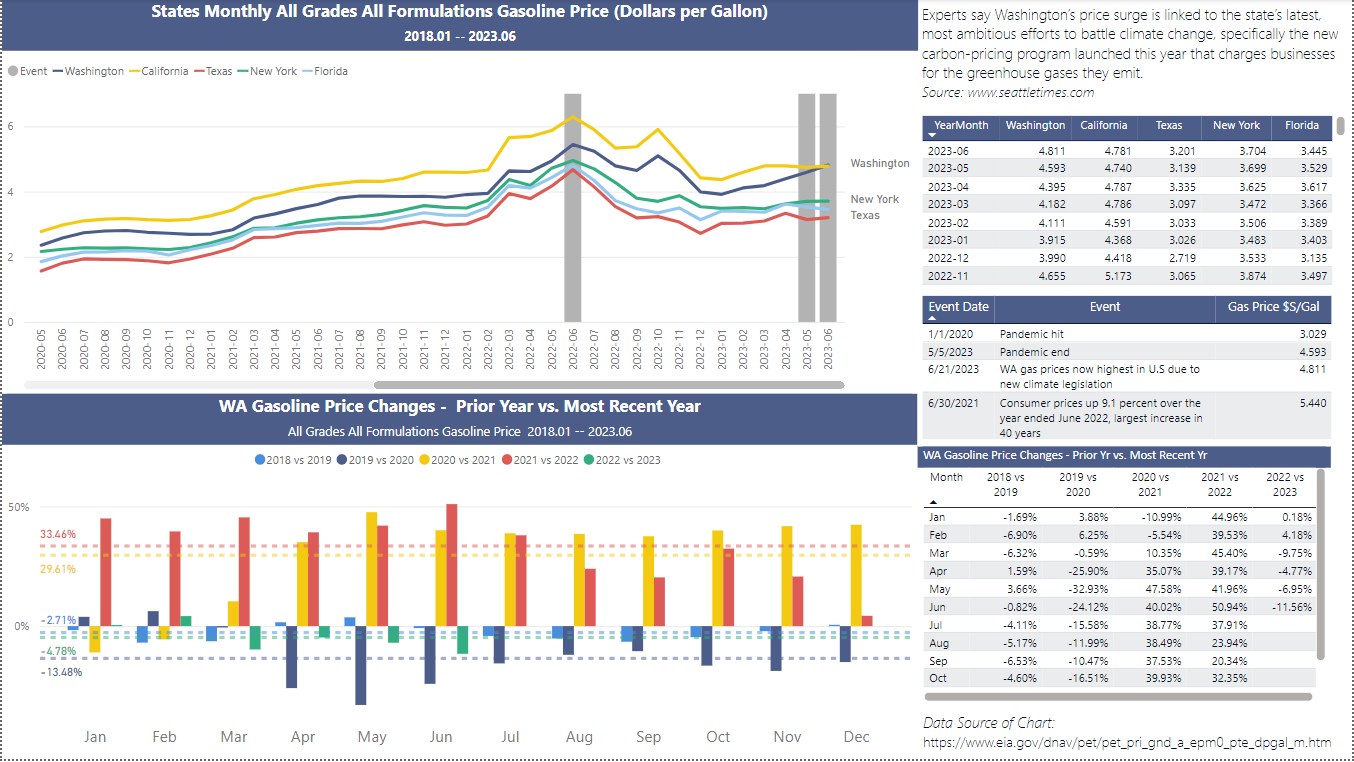 States Monthly All Grades All Formulations Gasoline Price (Dollars per Gallon)
2018.01 -- 2023.06
Event Washington California Texas New York Florida
6
4
2
0
Washington
New York
Texas
2020-05 2020-06 2020-07 2020-08 2020-09 2020-10 2020-11 2020-12 2021-01 2021-02 2021-03 2021-04 2021-05 2021-06 2021-07 2021-08 2021-09 2021-10 2021-11 2021-12 2022-01 2022-02 2022-03 2022-04 2022-05 2022-06 2022-07 2022-08 2022-09 2022-10 2022-11 2022-12 2023-01 2023-02 2023-03 2023-04 2023-05 2023-06
WA Gasoline Price Changes - Prior Year vs. Most Recent Year
All Grades All Formulations Gasoline Price 2018.01 -- 2023.06
2018 vs 2019 2019 vs 2020 2020 vs 2021 2021 vs 2022 2022 vs 2023
50%
33.46%
29.61%
-2.71%
0%
-4.78%
-13.48%
Jan Feb Mar Apr May Jun Jul Aug Sep Oct Nov Dec
Experts say Washington's price surge is linked to the state's latest,
most ambitious efforts to battle climate change, specifically the new
carbon-pricing program launched this year that charges businesses
for the greenhouse gases they emit.
Source: www.seattletimes.com
YearMonth Washington California Texas New York Florida
2023-06 4.811 4.781 3.201 3.704 3.445
2023-05 4.593 4.740 3.139 3.699 3.529
2023-04 4.395 4.787 3.333 3.625 3.617
2023-03 4.182 4.786 3.097 3.472 3.366
2023-02 4.111 4.591 3.033 3.506 3.389
2023-01 3.915 4.368 3.026 3.483 3.403
2022-12 3.990 4.418 2.719 3.533 3.135
2022-11 4.655 5.173 3.065 3.874 3.497
Event Date Event Gas Price $S/Gal
1/1/2020 Pandemic hit 3.029
5/5/2023 Pandemic end 4.593
6/21/2023 WA gas prices now highest in U.S due to 4.811
new climate legislation
6/30/2021 Consumer prices up 9.1 percent over the 5.440
year ended June 2022, largest increase in
40 years
WA Gasoline Price Changes - Prior Yr vs. Most Recent Yr
Month 2018 vs 2019 vs 2020 vs 2021 vs 2022 vs
2019 2020 2021 2022 2023
Jan -1.69% 3.88% -10.99% 44.96% 0.18%
Feb -6.90% 6.25% -5.54% 39.53% 4.18%
Mar -6.32% -0.59% 10.35% 45.40% -9.75%
Apr 1.59% -25.90% 35.07% 39.17% -4.77%
May 3.66% -32.93% 47.58% 41.96% -6.95%
Jun -0.82% -24.12% 40.02% 50.94% -11.56%
Jul -4.11% -15.58% 38.77% 37.91%
Aug -5.17% -11.99% 38.49% 23.94%
Sep -6.53% -10.47% 37.53% 20.34%
Oct -4.60% -16.51% 39.93% 32.35%
Data Source of Chart:
https://www.eia.gov/dnav/pet/pet_pri_gnd_a_epm0_pte_dpgal_m.htm